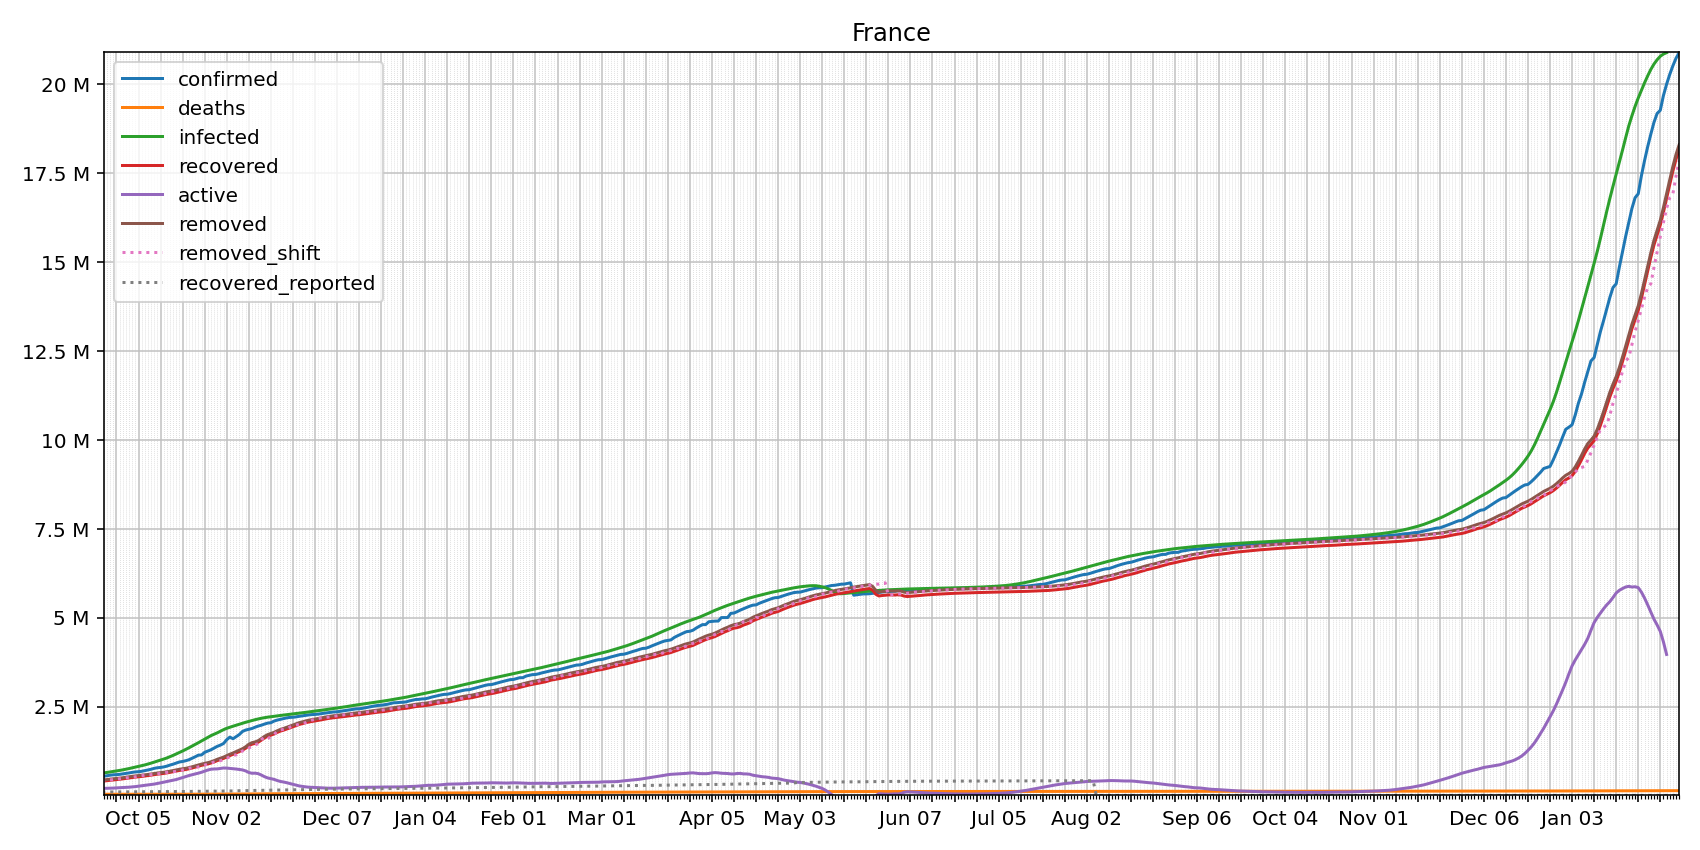 France
20 M
17.5 M
15 M
12.5 M
10 M
7.5 M
5 M
2.5 M
confirmed
deaths
infected
recovered
active
removed
removed_shift
recovered_reported
Oct 05 Nov 02 Dec 07 Jan 04 Feb 01 Mar 01 Apr 05 May 03 Jun 07 Jul 05 Aug 02 Sep 06 Oct 04 Nov 01 Dec 06 Jan 03